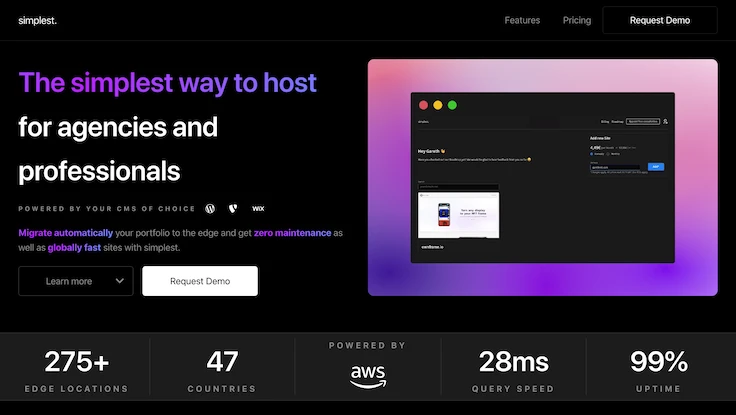 simplest.
Features
Pricing
Request Demo
The simplest way to host
for agencies and
professionals
POWERED BY YOUR CMS OF CHOICE
WiX
Migrate automatically your portfolio to the edge and get zero maintenance as
well as globally fast sites with simplest.
Learn more
Request Demo
Hey Gareth
Add new Site
275+
EDGE LOCATIONS
47
COUNTRIES
POWERED BY
aws
28ms
QUERY SPEED
99%
UPTIME